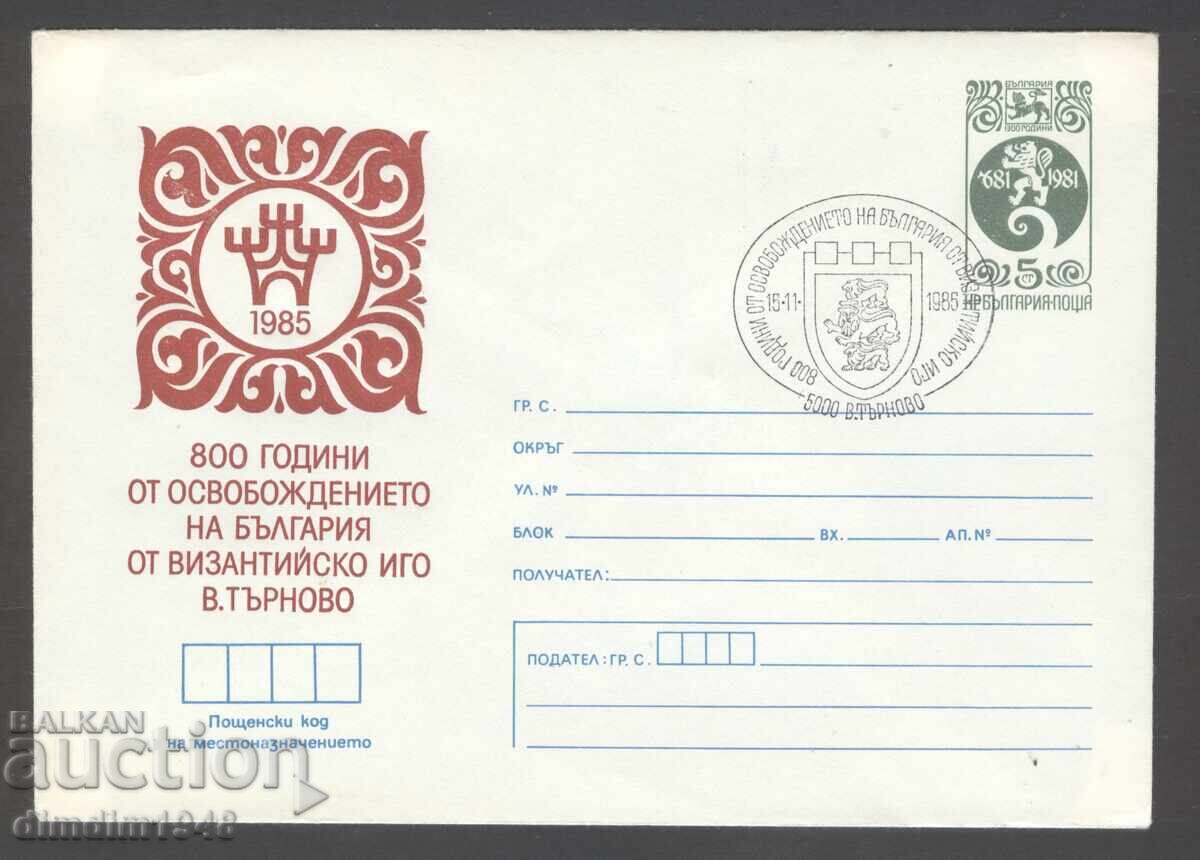 БЪЛГАРИЯ
1300 ГОДИНИ
681 1981
5 СТ
НР БЪЛГАРИЯ·ПОЩА
800 ГОДИНИ ОТ ОСВОБОЖДЕНИЕТО НА БЪЛГАРИЯ ОТ ВИЗАНТИЙСКО ИГО
15·11· 1985
5000 В.ТЪРНОВО
1985
800 ГОДИНИ
ОТ ОСВОБОЖДЕНИЕТО
НА БЪЛГАРИЯ
ОТ ВИЗАНТИЙСКО ИГО
В.ТЪРНОВО
Пощенски код
на местоназначението
ГР. С.
ОКРЪГ
УЛ. №
БЛОК ВХ. АП. №
ПОЛУЧАТЕЛ:
ПОДАТЕЛ: ГР. С.
BALKAN
auction
dimdim1948